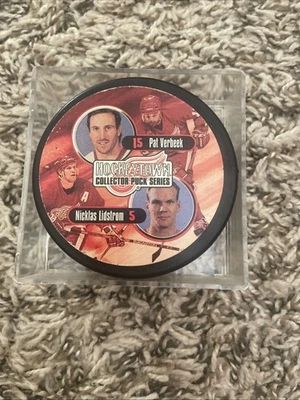 15 Pat Verbeek
HOCKEYTOWN
COLLECTOR PUCK SERIES
A
Nicklas Lidstrom 5